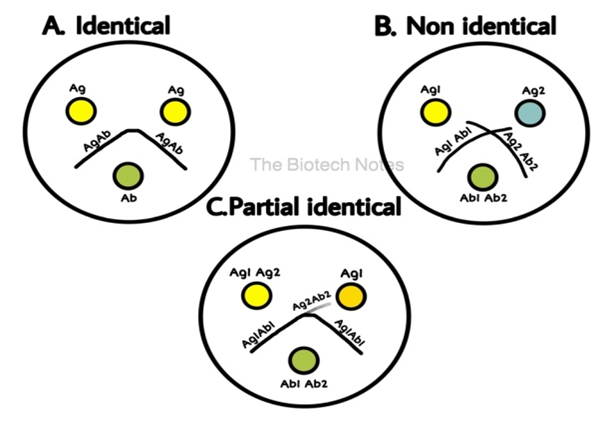 A. Identical
Ag Ag
AgAb AgAb
Ab
B. Non identical
Ag1 Ag2
Ag1 Ab1 Ag2 Ab2
Ab1 Ab2
The Biotech Notes
C.Partial identical
Ag1 Ag2 Ag1
Ag2Ab2
Ag1Ab1 Ag1Ab1
Ab1 Ab2